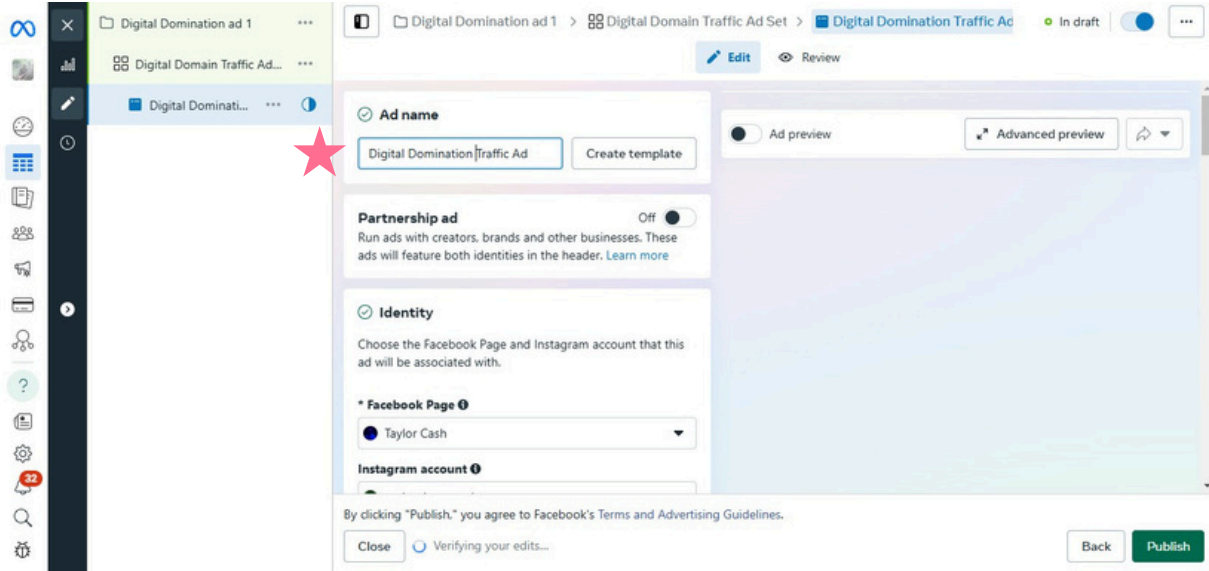 Digital Domination ad 1
Digital Domain Traffic Ad...
Digital Dominati...
32
Digital Domination ad 1 > Digital Domain Traffic Ad Set > Digital Domination Traffic Ad
In draft
Edit
Review
Ad name
Digital Domination Traffic Ad
Create template
Partnership ad
Off
Run ads with creators, brands and other businesses. These
ads will feature both identities in the header. Learn more
Identity
Choose the Facebook Page and Instagram account that this
ad will be associated with.
* Facebook Page
Taylor Cash
Instagram account
Ad preview
Advanced preview
By clicking "Publish," you agree to Facebook's Terms and Advertising Guidelines.
Close
Verifying your edits...
Back
Publish